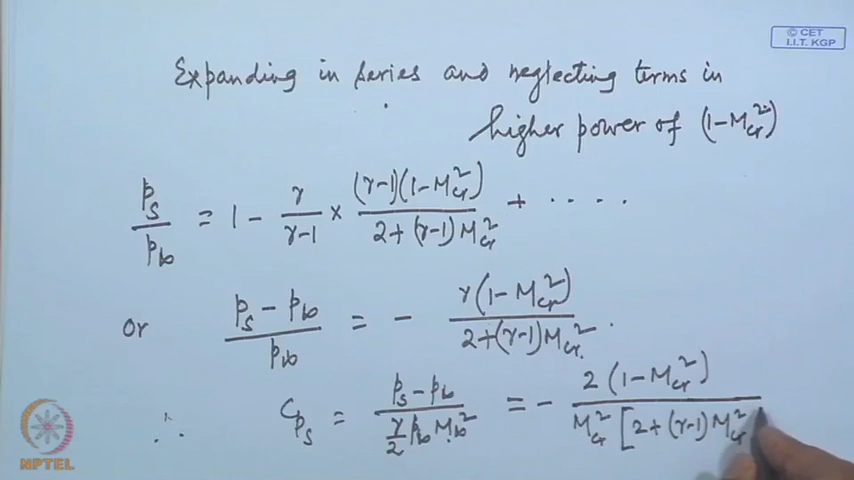 © CET
I.I.T. KGP
Expanding in series and neglecting terms in
higher power of (1-M_cr^2)
p_s/p_∞ = 1 - γ/(γ-1) × (γ-1)(1-M_cr^2)/(2+(γ-1)M_cr^2) + ....
or (p_s - p_∞)/p_∞ = - γ(1-M_cr^2)/(2+(γ-1)M_cr^2).
∴ C_ps = (p_s - p_∞)/(γ/2 p_∞ M_∞^2) = - 2(1-M_cr^2)/(M_cr^2[2+(γ-1)M_cr^2
NPTEL